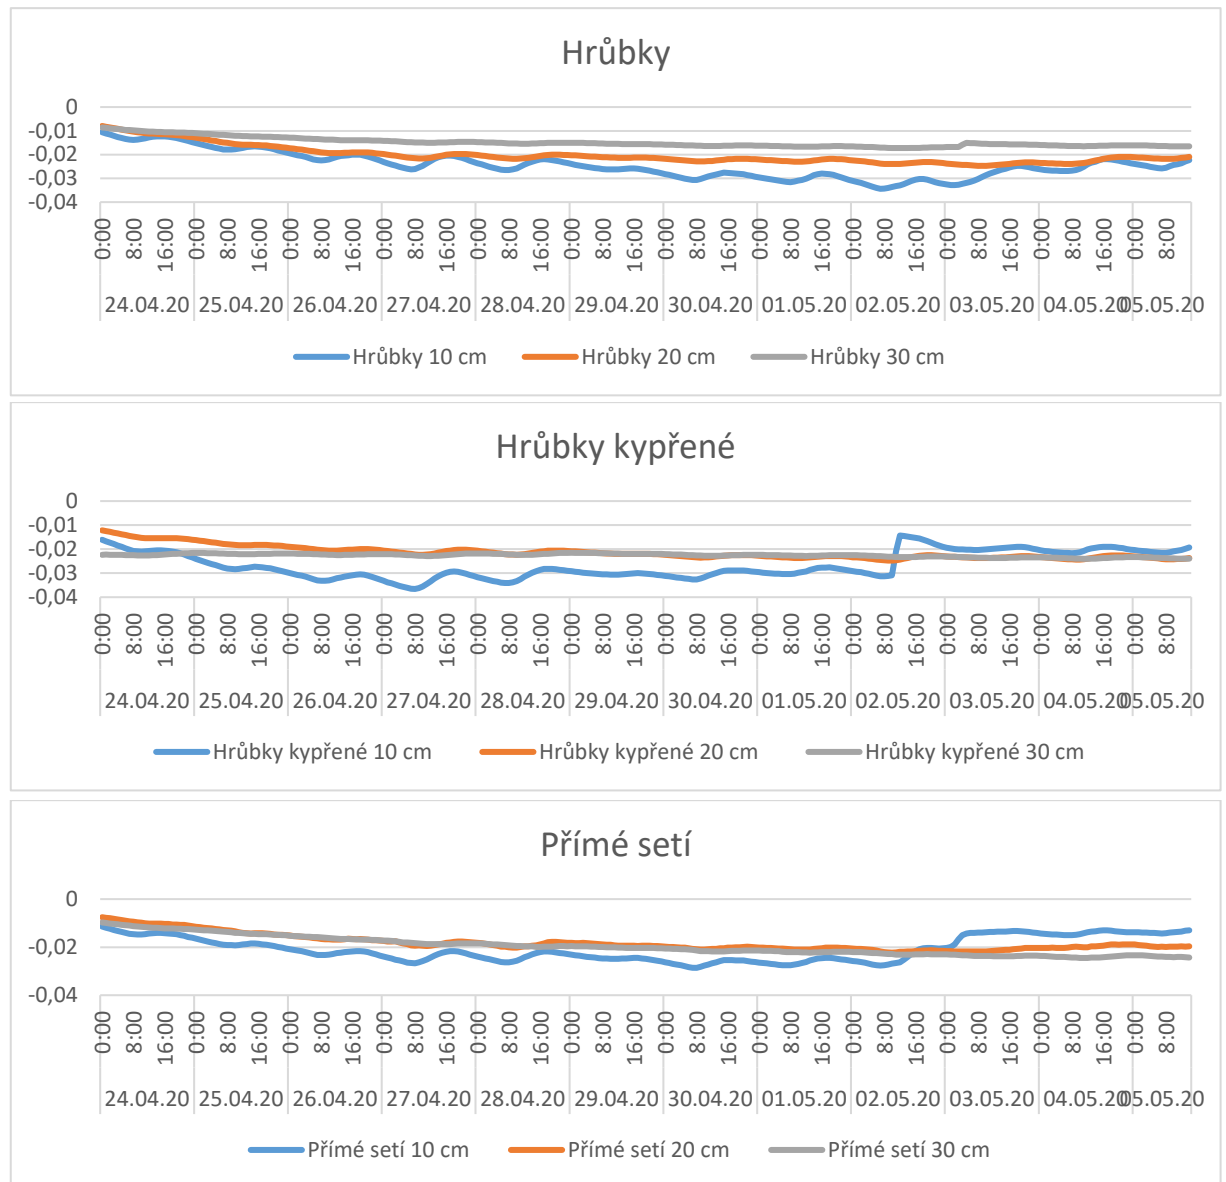 Hrůbky
0
-0,01
-0,02
-0,03
-0,04
0:00 8:00 16:00 0:00 8:00 16:00 0:00 8:00 16:00 0:00 8:00 16:00 0:00 8:00 16:00 0:00 8:00 16:00 0:00 8:00 16:00 0:00 8:00 16:00 0:00 8:00 16:00 0:00 8:00 16:00 0:00 8:00 16:00 0:00 8:00
24.04.20 25.04.20 26.04.20 27.04.20 28.04.20 29.04.20 30.04.20 01.05.20 02.05.20 03.05.20 04.05.20 05.05.20
Hrůbky 10 cm Hrůbky 20 cm Hrůbky 30 cm
Hrůbky kypřené
0
-0,01
-0,02
-0,03
-0,04
0:00 8:00 16:00 0:00 8:00 16:00 0:00 8:00 16:00 0:00 8:00 16:00 0:00 8:00 16:00 0:00 8:00 16:00 0:00 8:00 16:00 0:00 8:00 16:00 0:00 8:00 16:00 0:00 8:00 16:00 0:00 8:00 16:00 0:00 8:00
24.04.20 25.04.20 26.04.20 27.04.20 28.04.20 29.04.20 30.04.20 01.05.20 02.05.20 03.05.20 04.05.20 05.05.20
Hrůbky kypřené 10 cm Hrůbky kypřené 20 cm Hrůbky kypřené 30 cm
Přímé setí
0
-0,02
-0,04
0:00 8:00 16:00 0:00 8:00 16:00 0:00 8:00 16:00 0:00 8:00 16:00 0:00 8:00 16:00 0:00 8:00 16:00 0:00 8:00 16:00 0:00 8:00 16:00 0:00 8:00 16:00 0:00 8:00 16:00 0:00 8:00 16:00 0:00 8:00
24.04.20 25.04.20 26.04.20 27.04.20 28.04.20 29.04.20 30.04.20 01.05.20 02.05.20 03.05.20 04.05.20 05.05.20
Přímé setí 10 cm Přímé setí 20 cm Přímé setí 30 cm